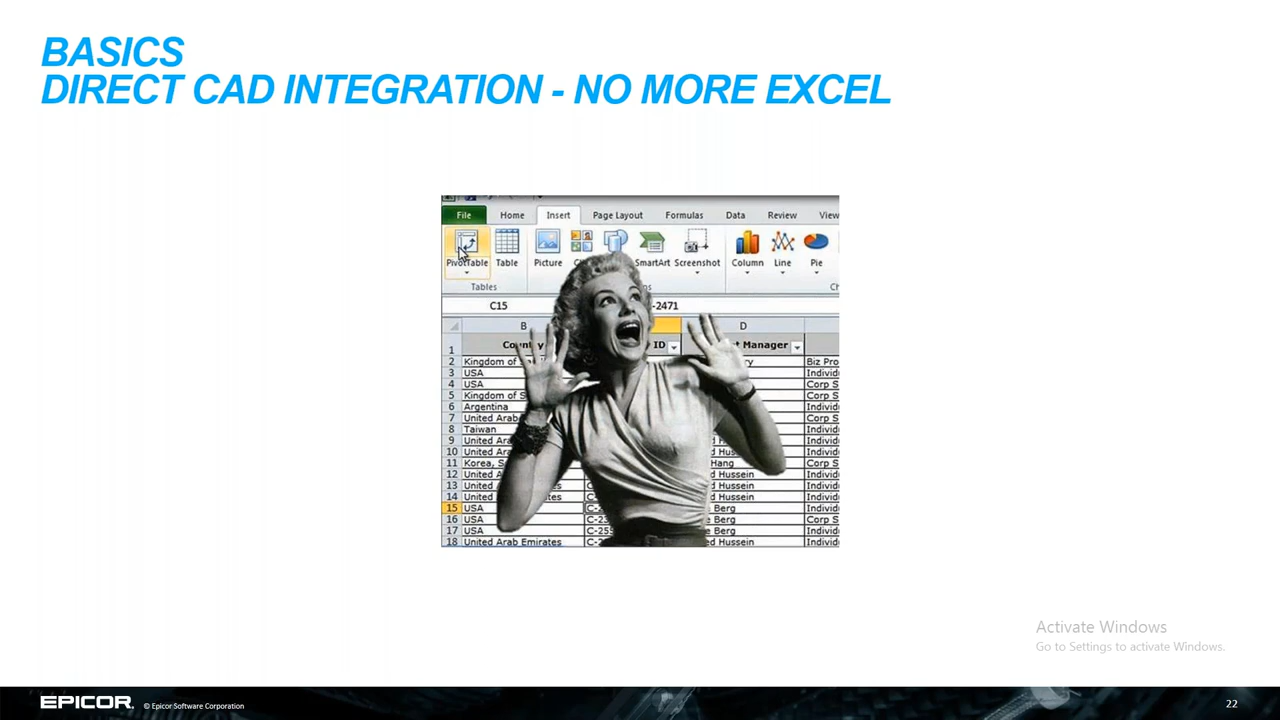 BASICS
DIRECT CAD INTEGRATION - NO MORE EXCEL
File Home Insert Page Layout Formulas Data Review View
PivotTable Table Picture SmartArt Screenshot Column Line Pie
Tables
C15 -2471
B D
1 ID Manager
2 Kingdom of Biz Pro
3 USA Individ
4 USA Corp S
5 Kingdom of S Individ
6 Argentina Individ
7 United Arab Corp S
8 Taiwan Individ
9 United Ara Individ
10 United Ara Individ
11 Korea, S Hang Corp S
12 United A Hussein Individ
13 United Hussein Individ
14 United Hussein Individ
15 USA Berg Individ
16 USA Berg Corp S
17 USA Berg Individ
18 United Arab Emirates Hussein Individ
Activate Windows
Go to Settings to activate Windows.
EPICOR. © Epicor Software Corporation 22